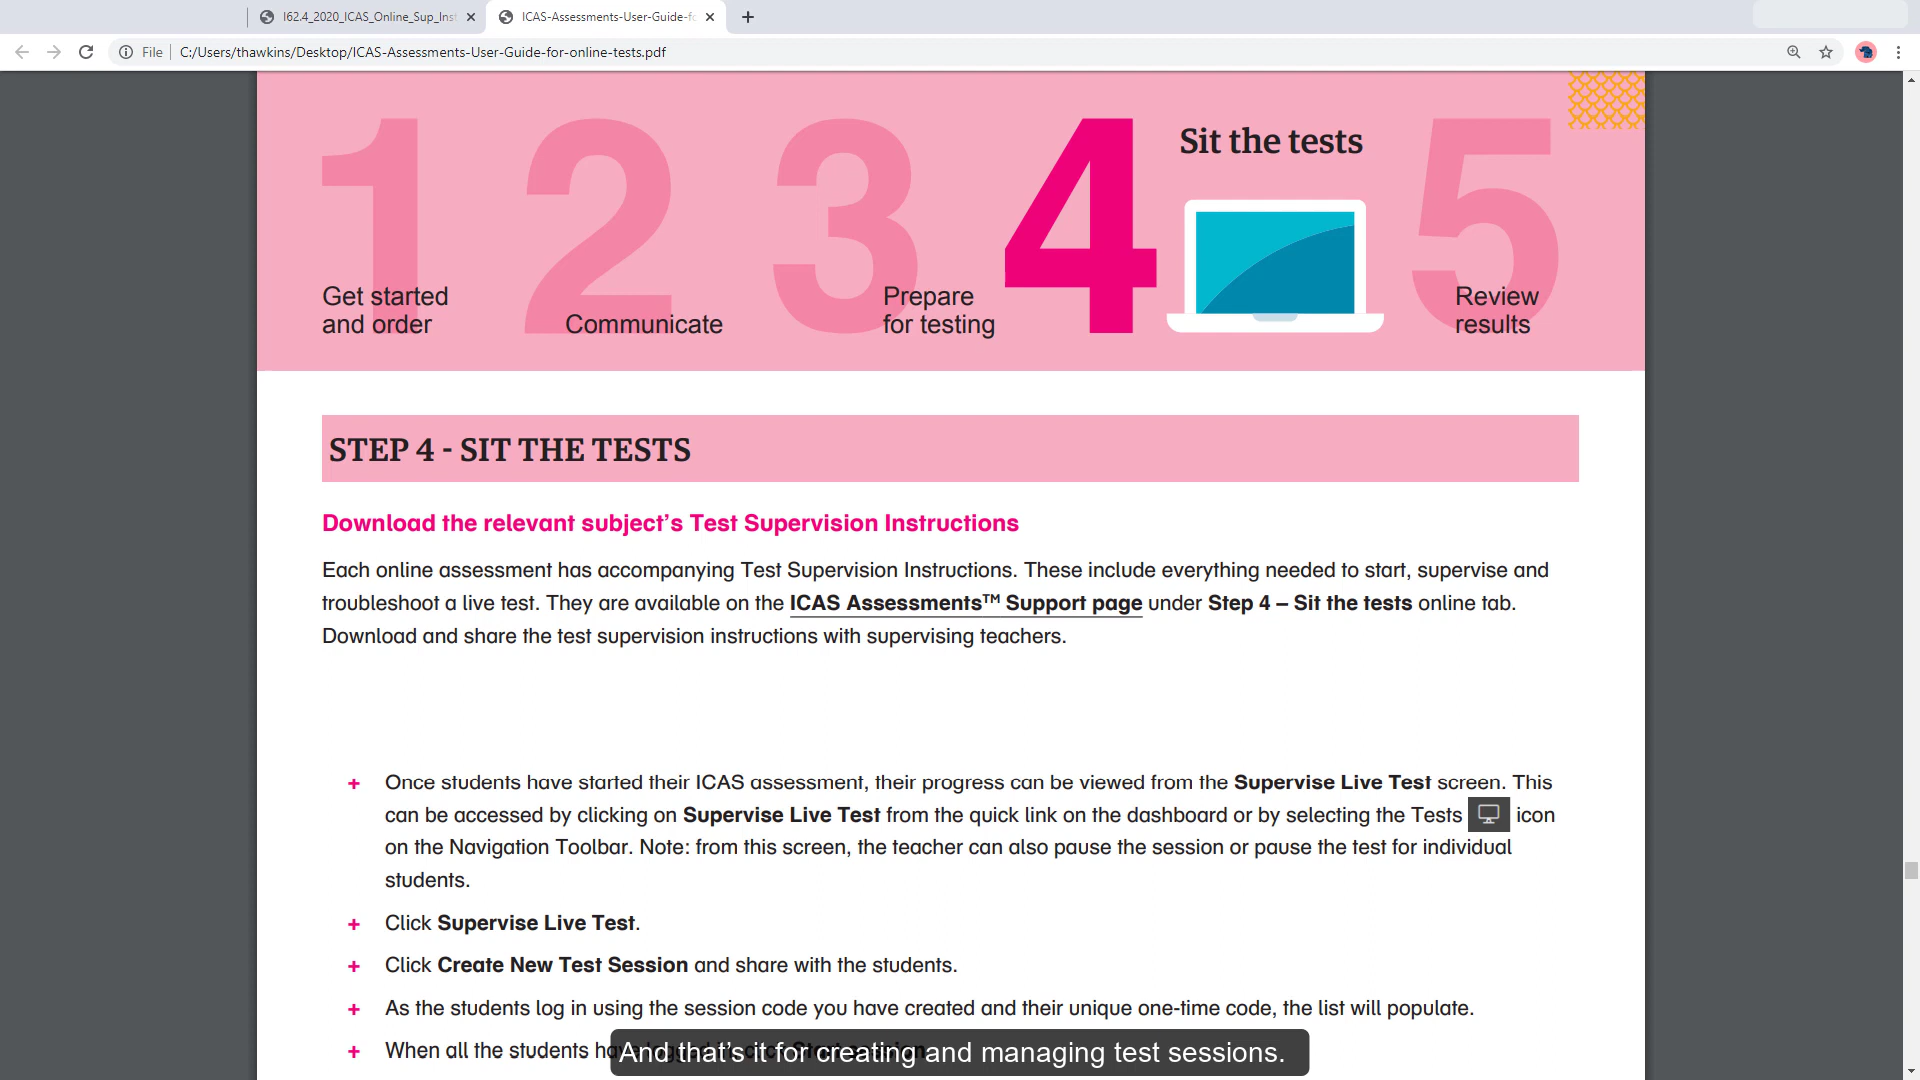 I62.4_2020_ICAS_Online_Sup_Inst
ICAS-Assessments-User-Guide-fo
File
C:/Users/thawkins/Desktop/ICAS-Assessments-User-Guide-for-online-tests.pdf
1 2 3 4 5
Sit the tests
Get started
and order
Communicate
Prepare
for testing
Review
results
STEP 4 - SIT THE TESTS
Download the relevant subject's Test Supervision Instructions
Each online assessment has accompanying Test Supervision Instructions. These include everything needed to start, supervise and
troubleshoot a live test. They are available on the ICAS Assessments™ Support page under Step 4 – Sit the tests online tab.
Download and share the test supervision instructions with supervising teachers.
+ Once students have started their ICAS assessment, their progress can be viewed from the Supervise Live Test screen. This
can be accessed by clicking on Supervise Live Test from the quick link on the dashboard or by selecting the Tests icon
on the Navigation Toolbar. Note: from this screen, the teacher can also pause the session or pause the test for individual
students.
+ Click Supervise Live Test.
+ Click Create New Test Session and share with the students.
+ As the students log in using the session code you have created and their unique one-time code, the list will populate.
+ When all the students
And that's it for creating and managing test sessions.